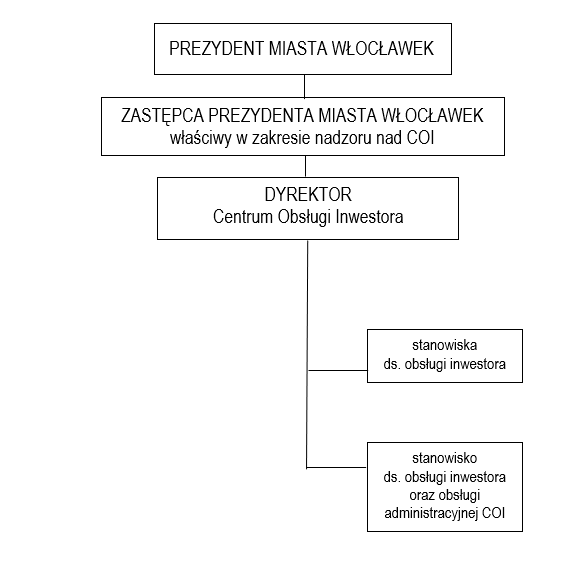 PREZYDENT MIASTA WŁOCŁAWEK
ZASTĘPCA PREZYDENTA MIASTA WŁOCŁAWEK
właściwy w zakresie nadzoru nad COI
DYREKTOR
Centrum Obsługi Inwestora
stanowiska
ds. obsługi inwestora
stanowisko
ds. obsługi inwestora
oraz obsługi
administracyjnej COI